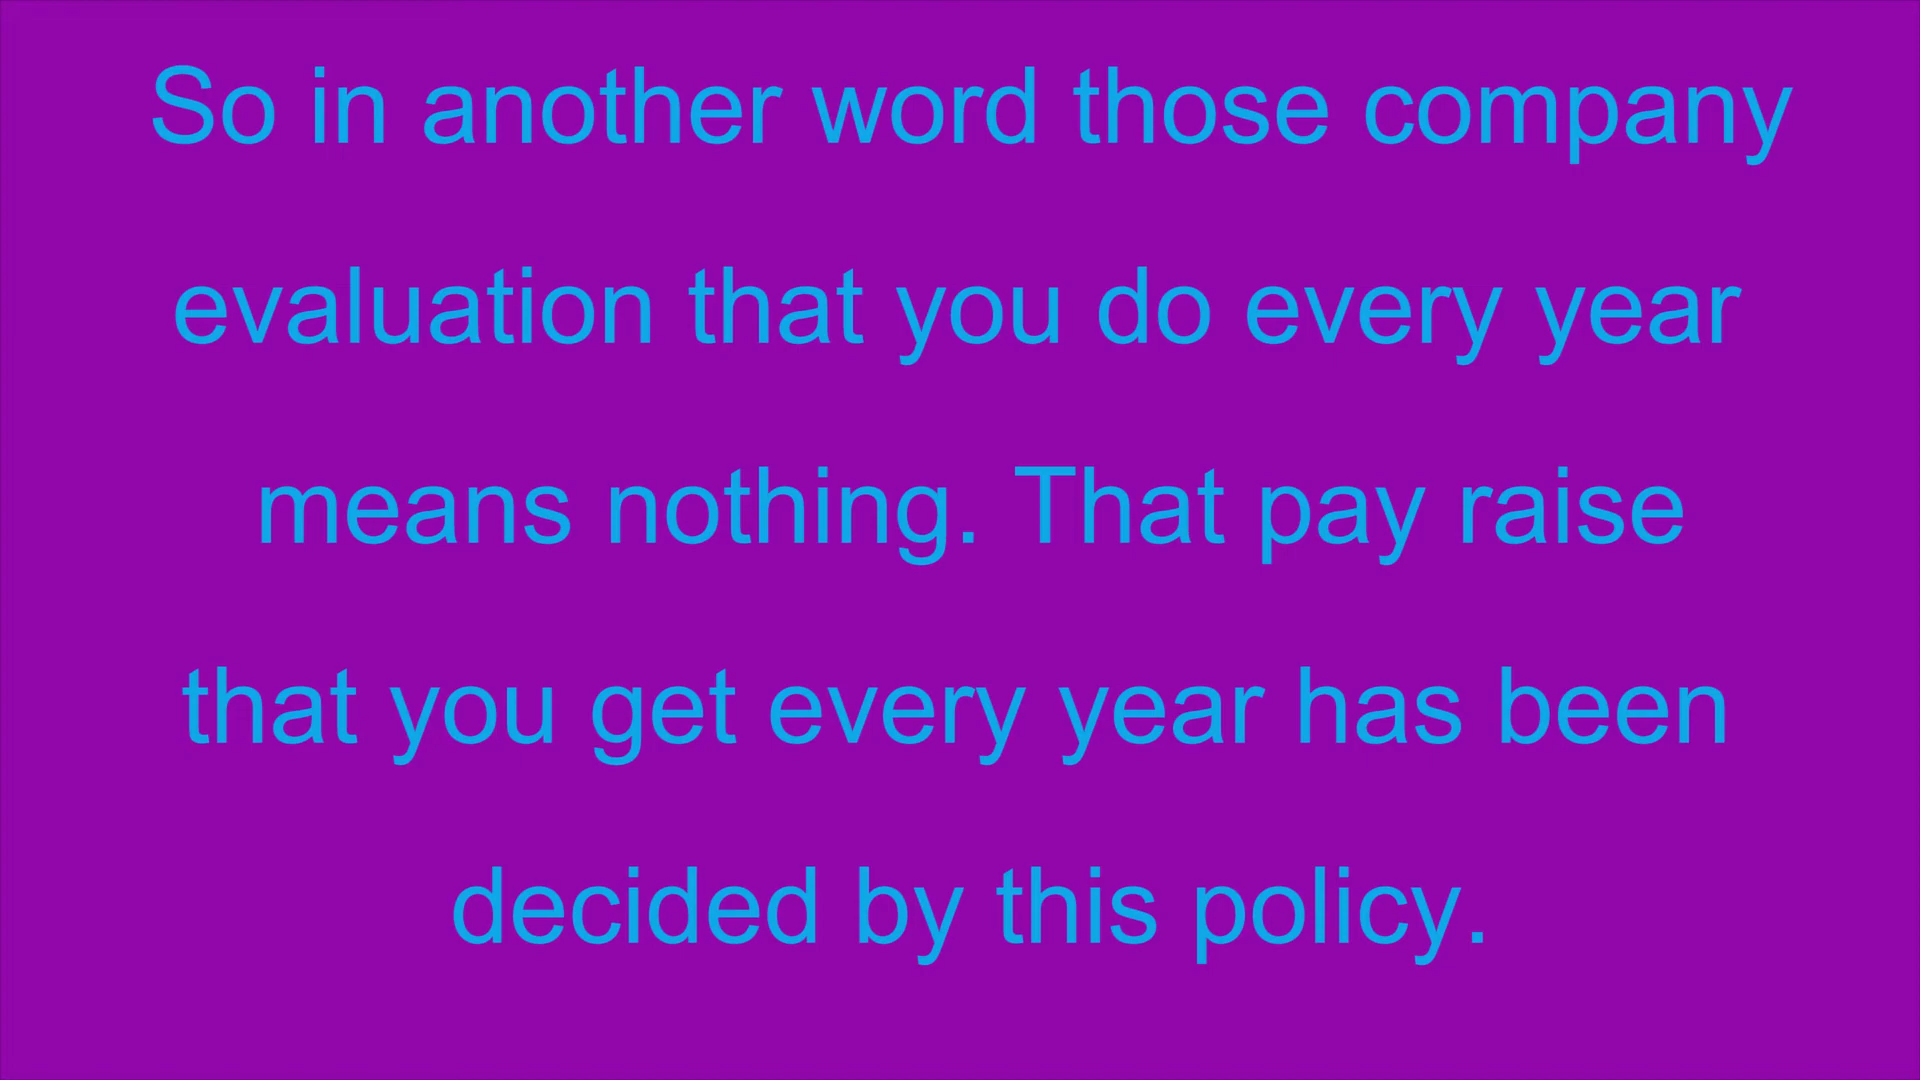 So in another word those company
evaluation that you do every year
means nothing. That pay raise
that you get every year has been
decided by this policy.